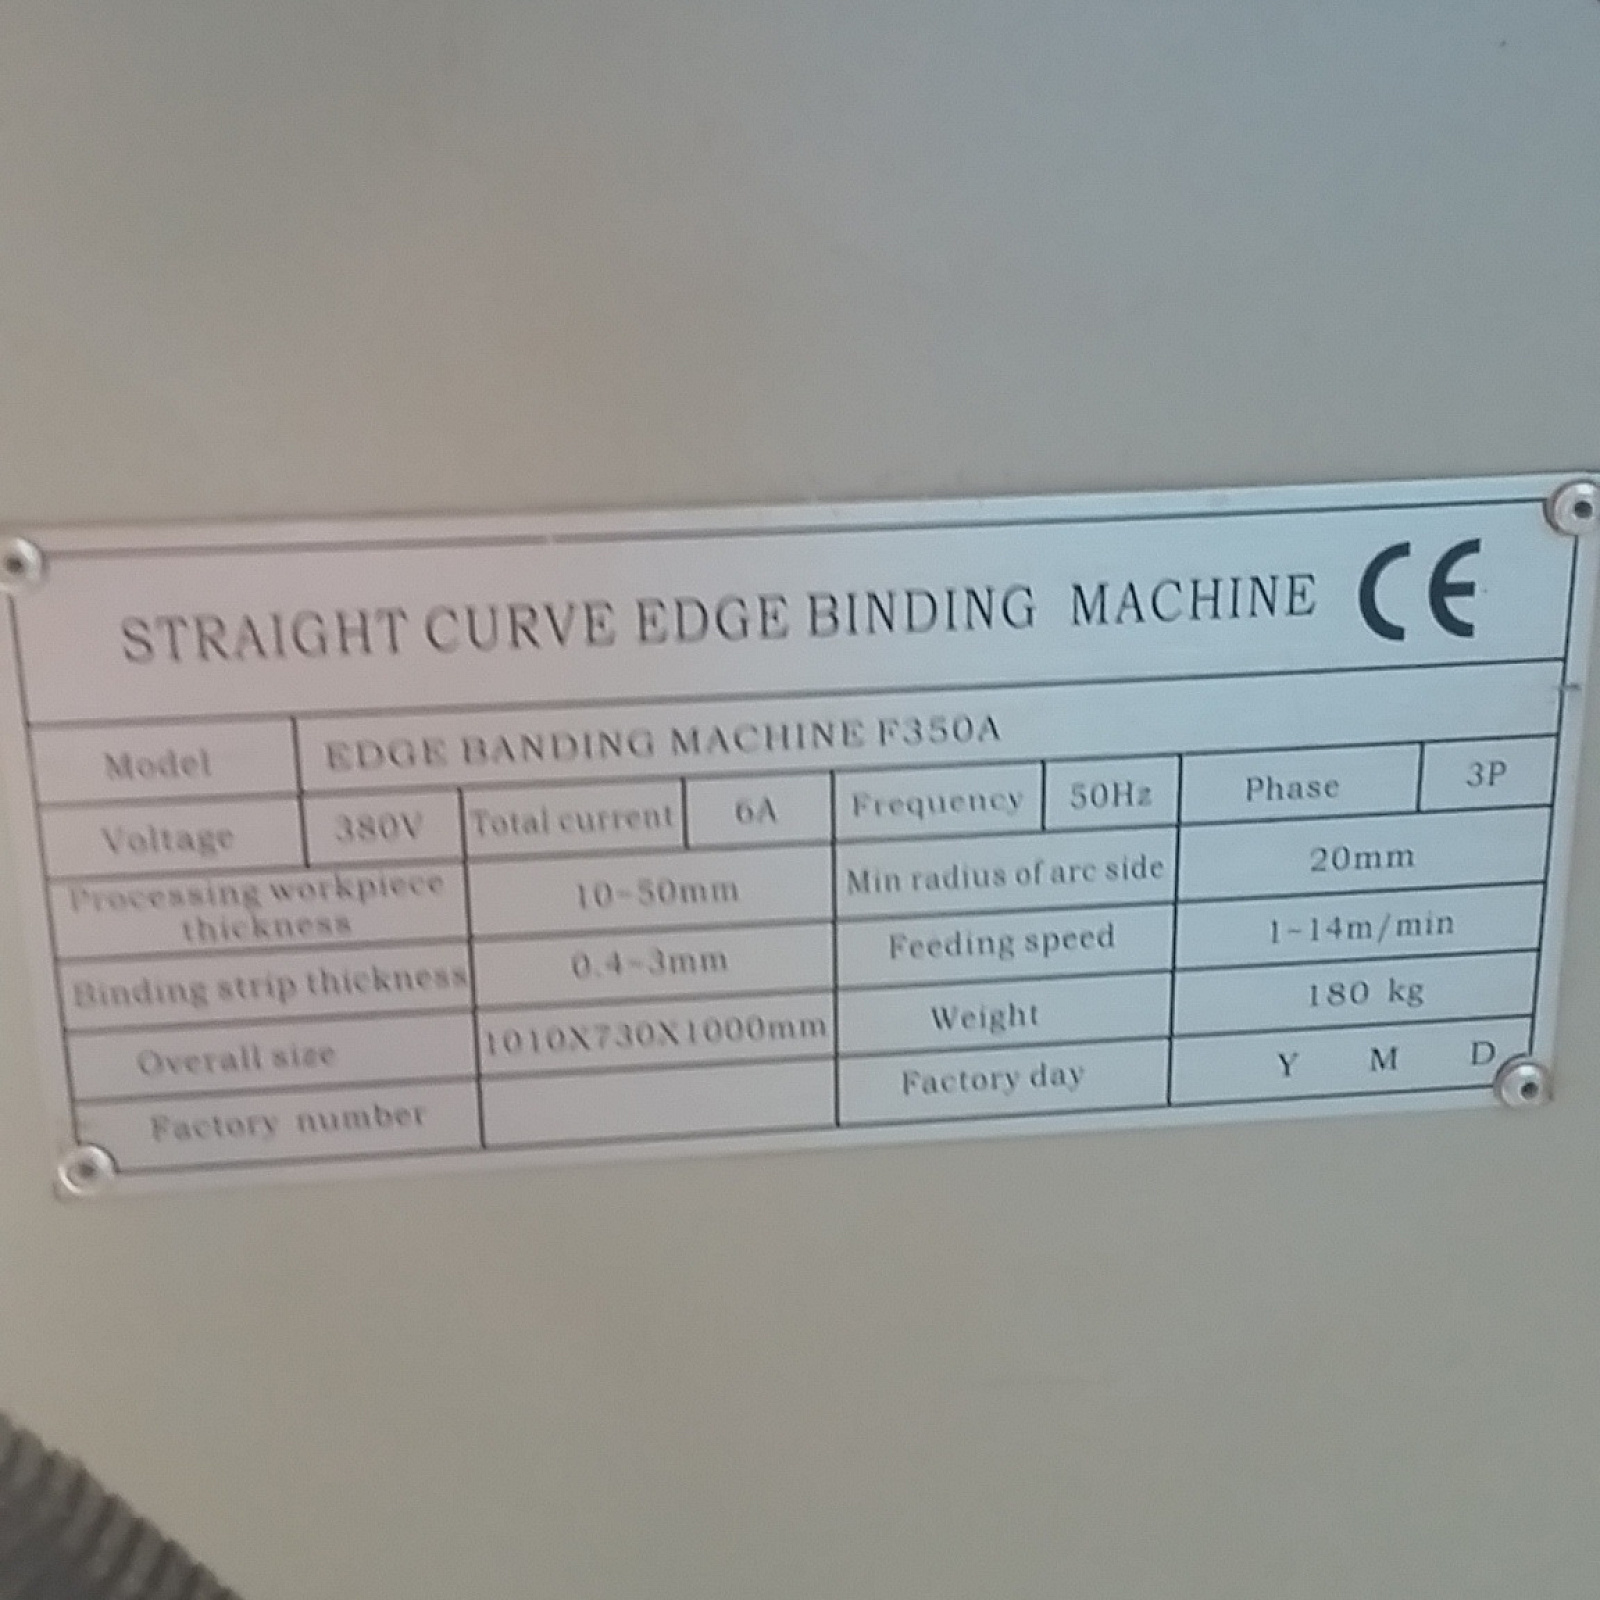 STRAIGHT CURVE EDGE BINDING MACHINE CE
Model EDGE BANDING MACHINE F350A
Voltage 380V Total current 6A Frequency 50Hz Phase 3P
Processing workpiece thickness 10~50mm Min radius of arc side 20mm
Binding strip thickness 0.4~3mm Feeding speed 1~14m/min
Overall size 1010X730X1000mm Weight 180 kg
Factory number Factory day Y M D